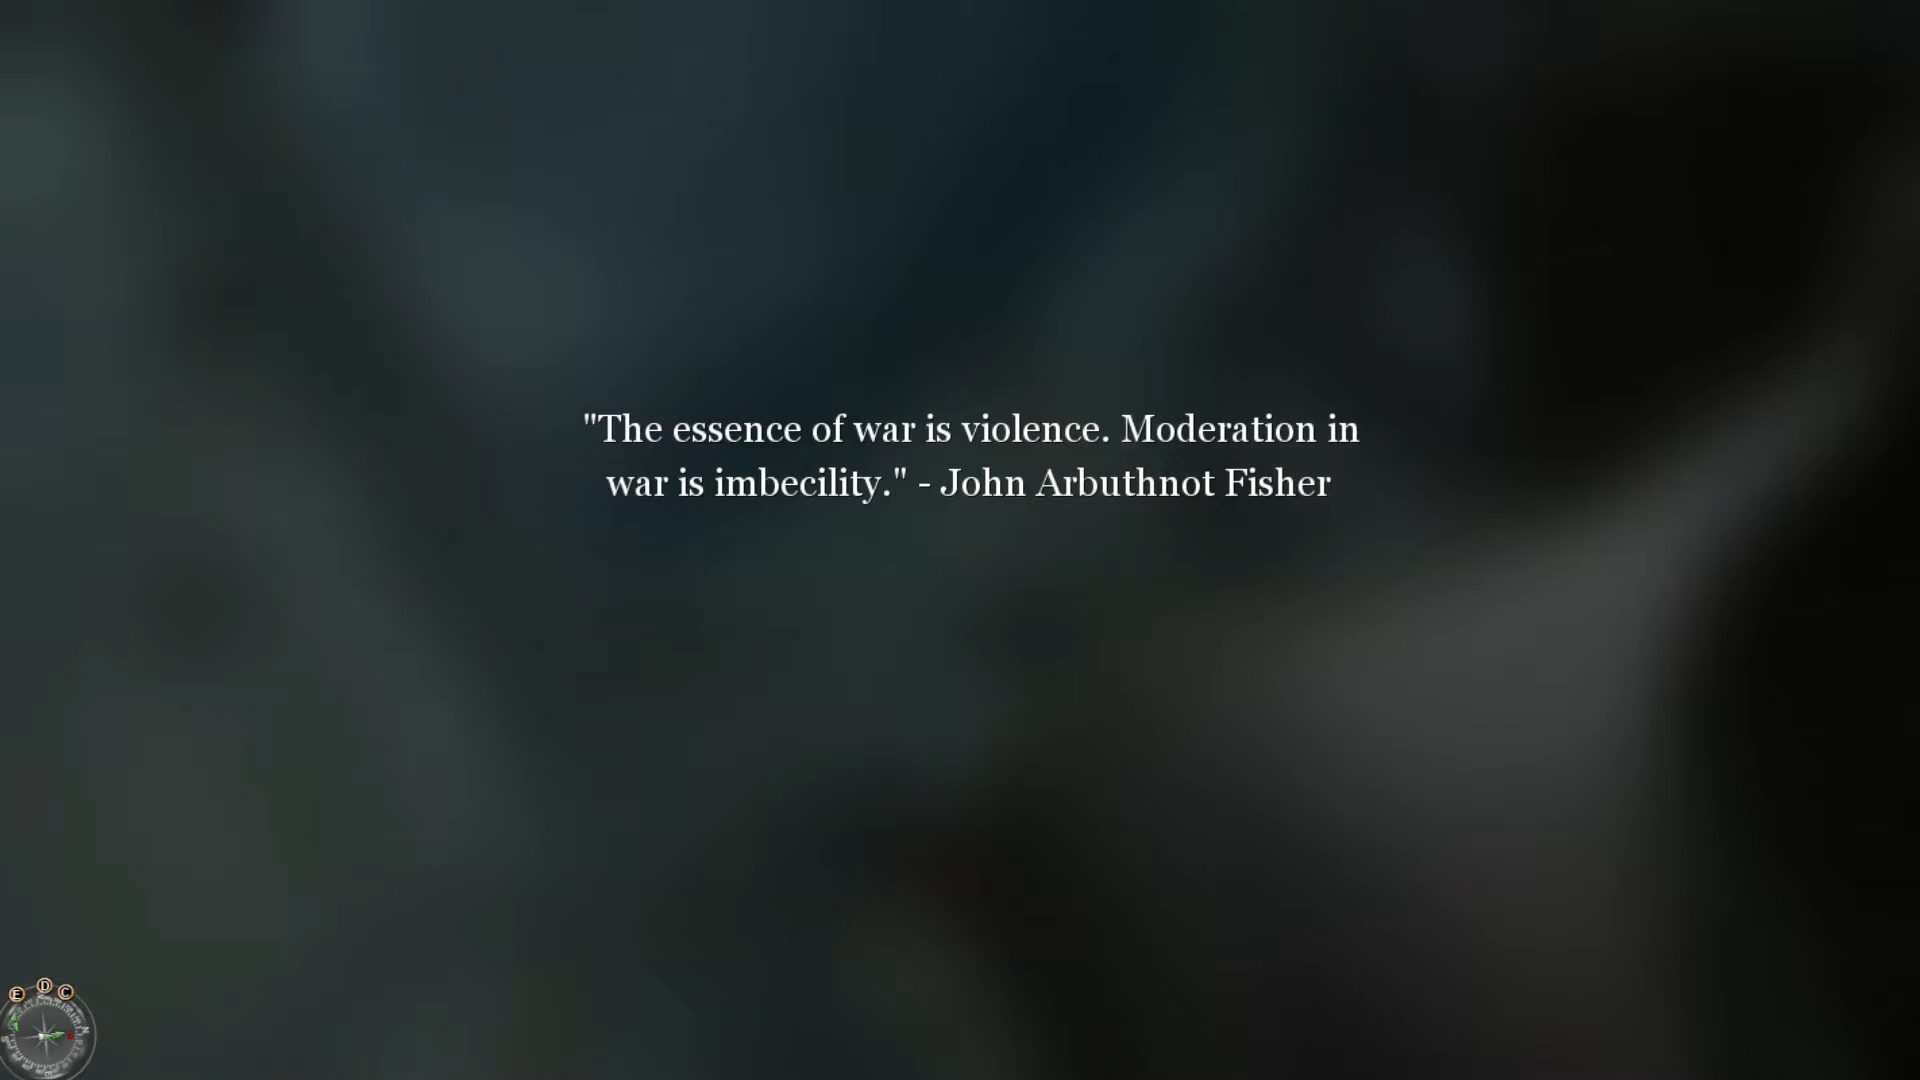 "The essence of war is violence. Moderation in
war is imbecility." - John Arbuthnot Fisher
E D C